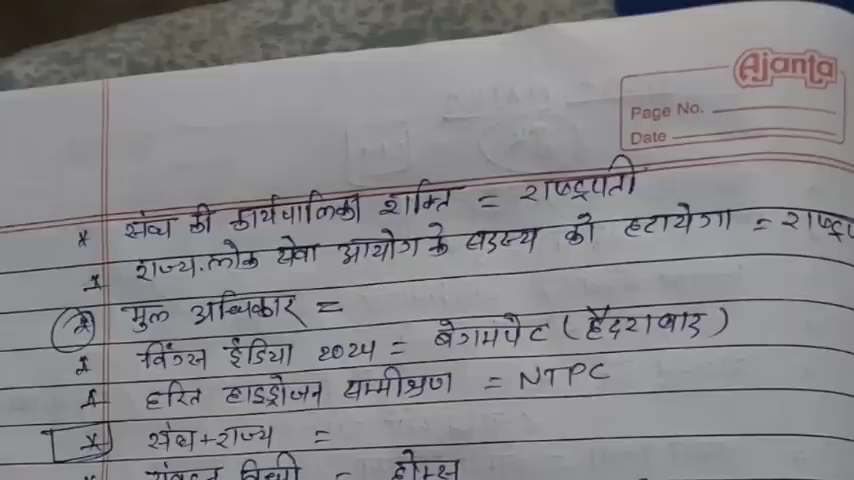 Ajanta
Page No.
Date
* संघ की कार्यपालिका शक्ति = राष्ट्रपती
* राज्य.लोक सेवा आयोग के सदस्य को हटायेगा = राष्ट्रप
* मुल अधिकार =
* विंग्स इंडिया 2024 = बेगमपेट (हैदराबाद)
* हरित हाइड्रोजन सम्मीश्रण = NTPC
* संघ+राज्य =
* = होम्स